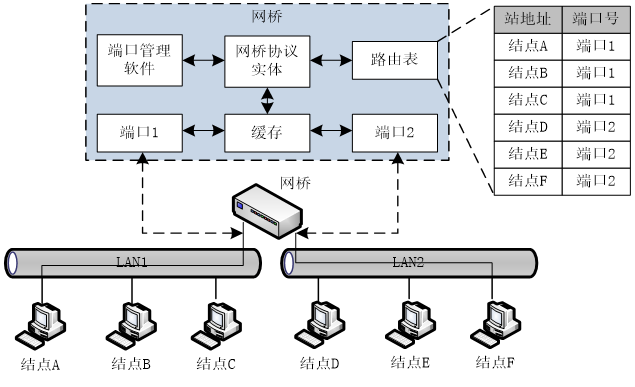 网桥
端口管理
软件
网桥协议
实体
路由表
端口1
缓存
端口2
站地址 端口号
结点A 端口1
结点B 端口1
结点C 端口1
结点D 端口2
结点E 端口2
结点F 端口2
网桥
LAN1
LAN2
结点A
结点B
结点C
结点D
结点E
结点F